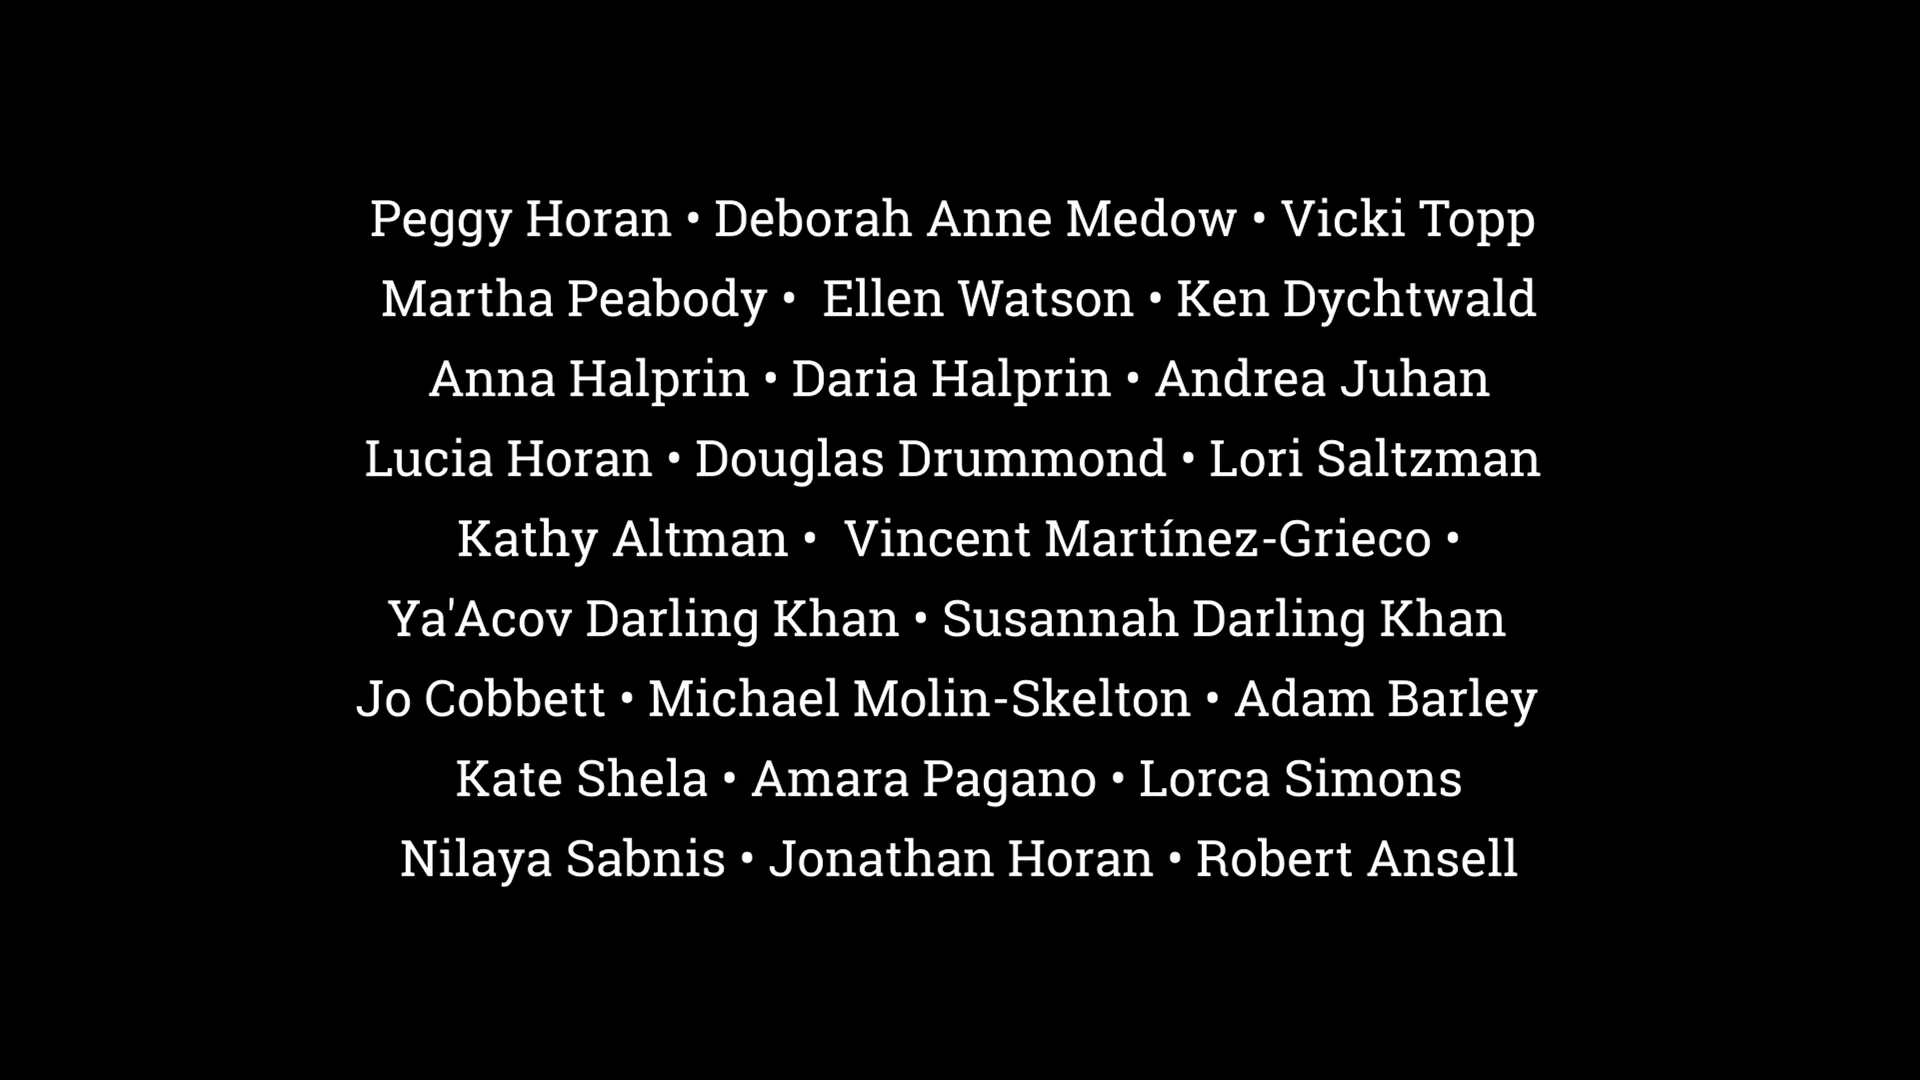 Peggy Horan • Deborah Anne Medow • Vicki Topp
Martha Peabody •  Ellen Watson • Ken Dychtwald
Anna Halprin • Daria Halprin • Andrea Juhan
Lucia Horan • Douglas Drummond • Lori Saltzman
Kathy Altman •  Vincent Martínez-Grieco •
Ya'Acov Darling Khan • Susannah Darling Khan
Jo Cobbett • Michael Molin-Skelton • Adam Barley
Kate Shela • Amara Pagano • Lorca Simons
Nilaya Sabnis • Jonathan Horan • Robert Ansell